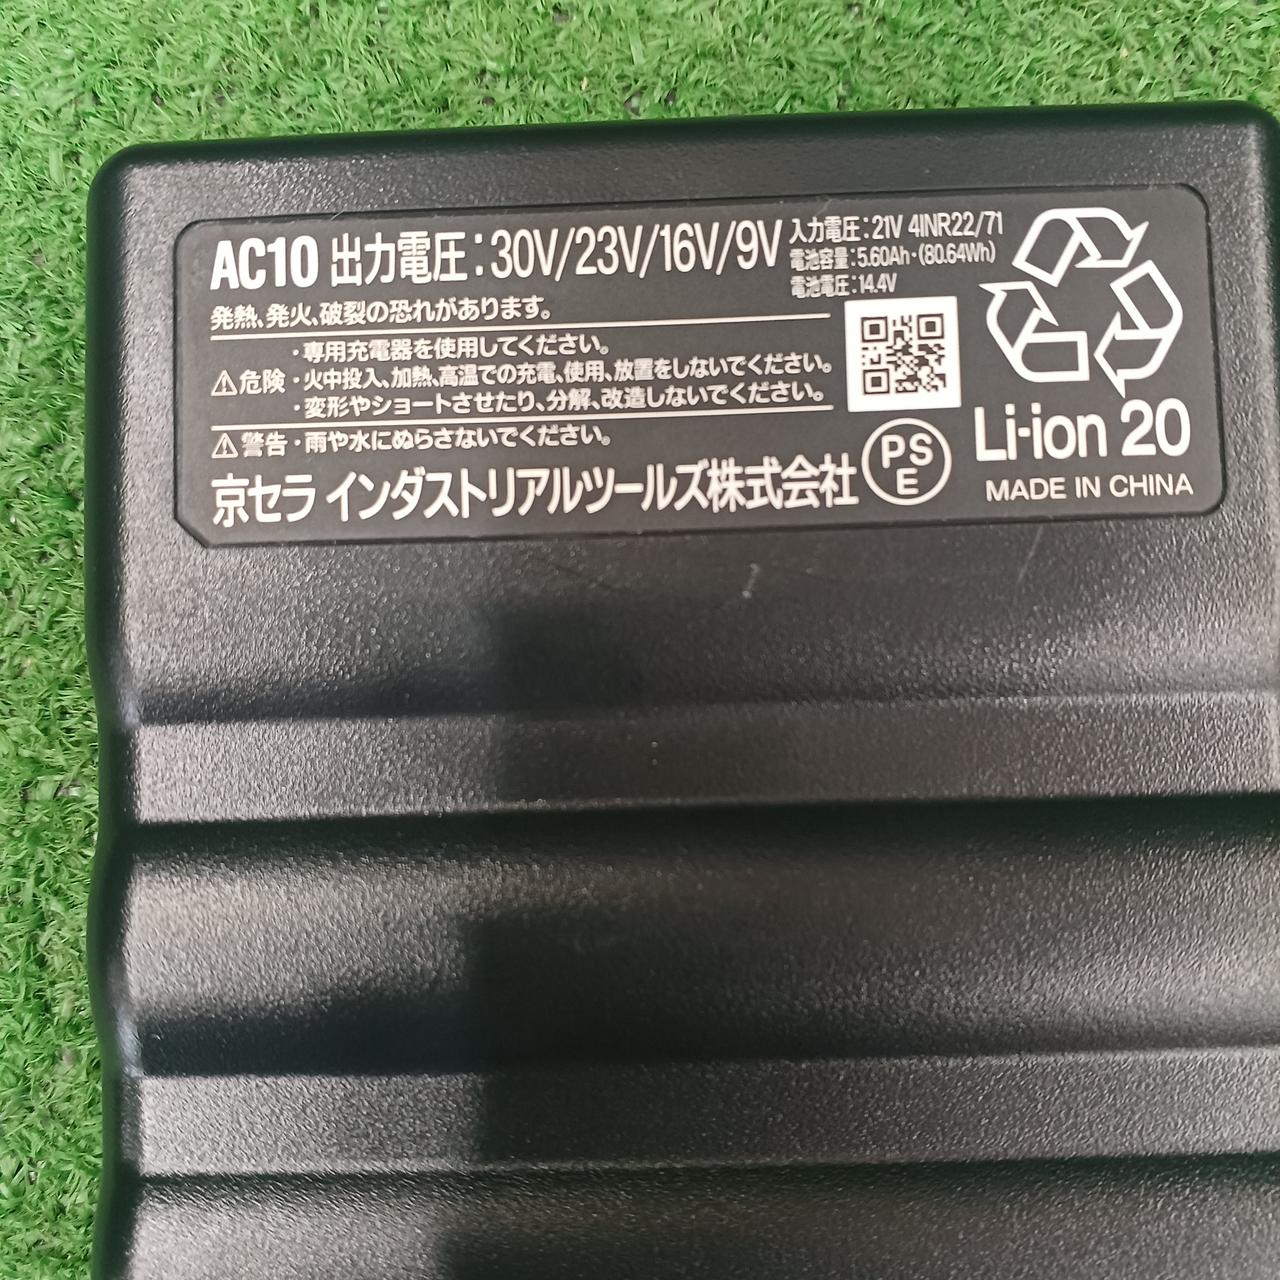 AC10 出力電圧:30V/23V/16V/9V
入力電圧:21V 4INR22/71
電池容量:5.60Ah・(80.64Wh)
電池電圧:14.4V
発熱、発火、破裂の恐れがあります。
⚠危険
・専用充電器を使用してください。
・火中投入、加熱、高温での充電、使用、放置をしないでください。
・変形やショートさせたり、分解、改造しないでください。
⚠警告・雨や水にぬらさないでください。
京セラ インダストリアルツールズ株式会社
PS
E
Li-ion 20
MADE IN CHINA